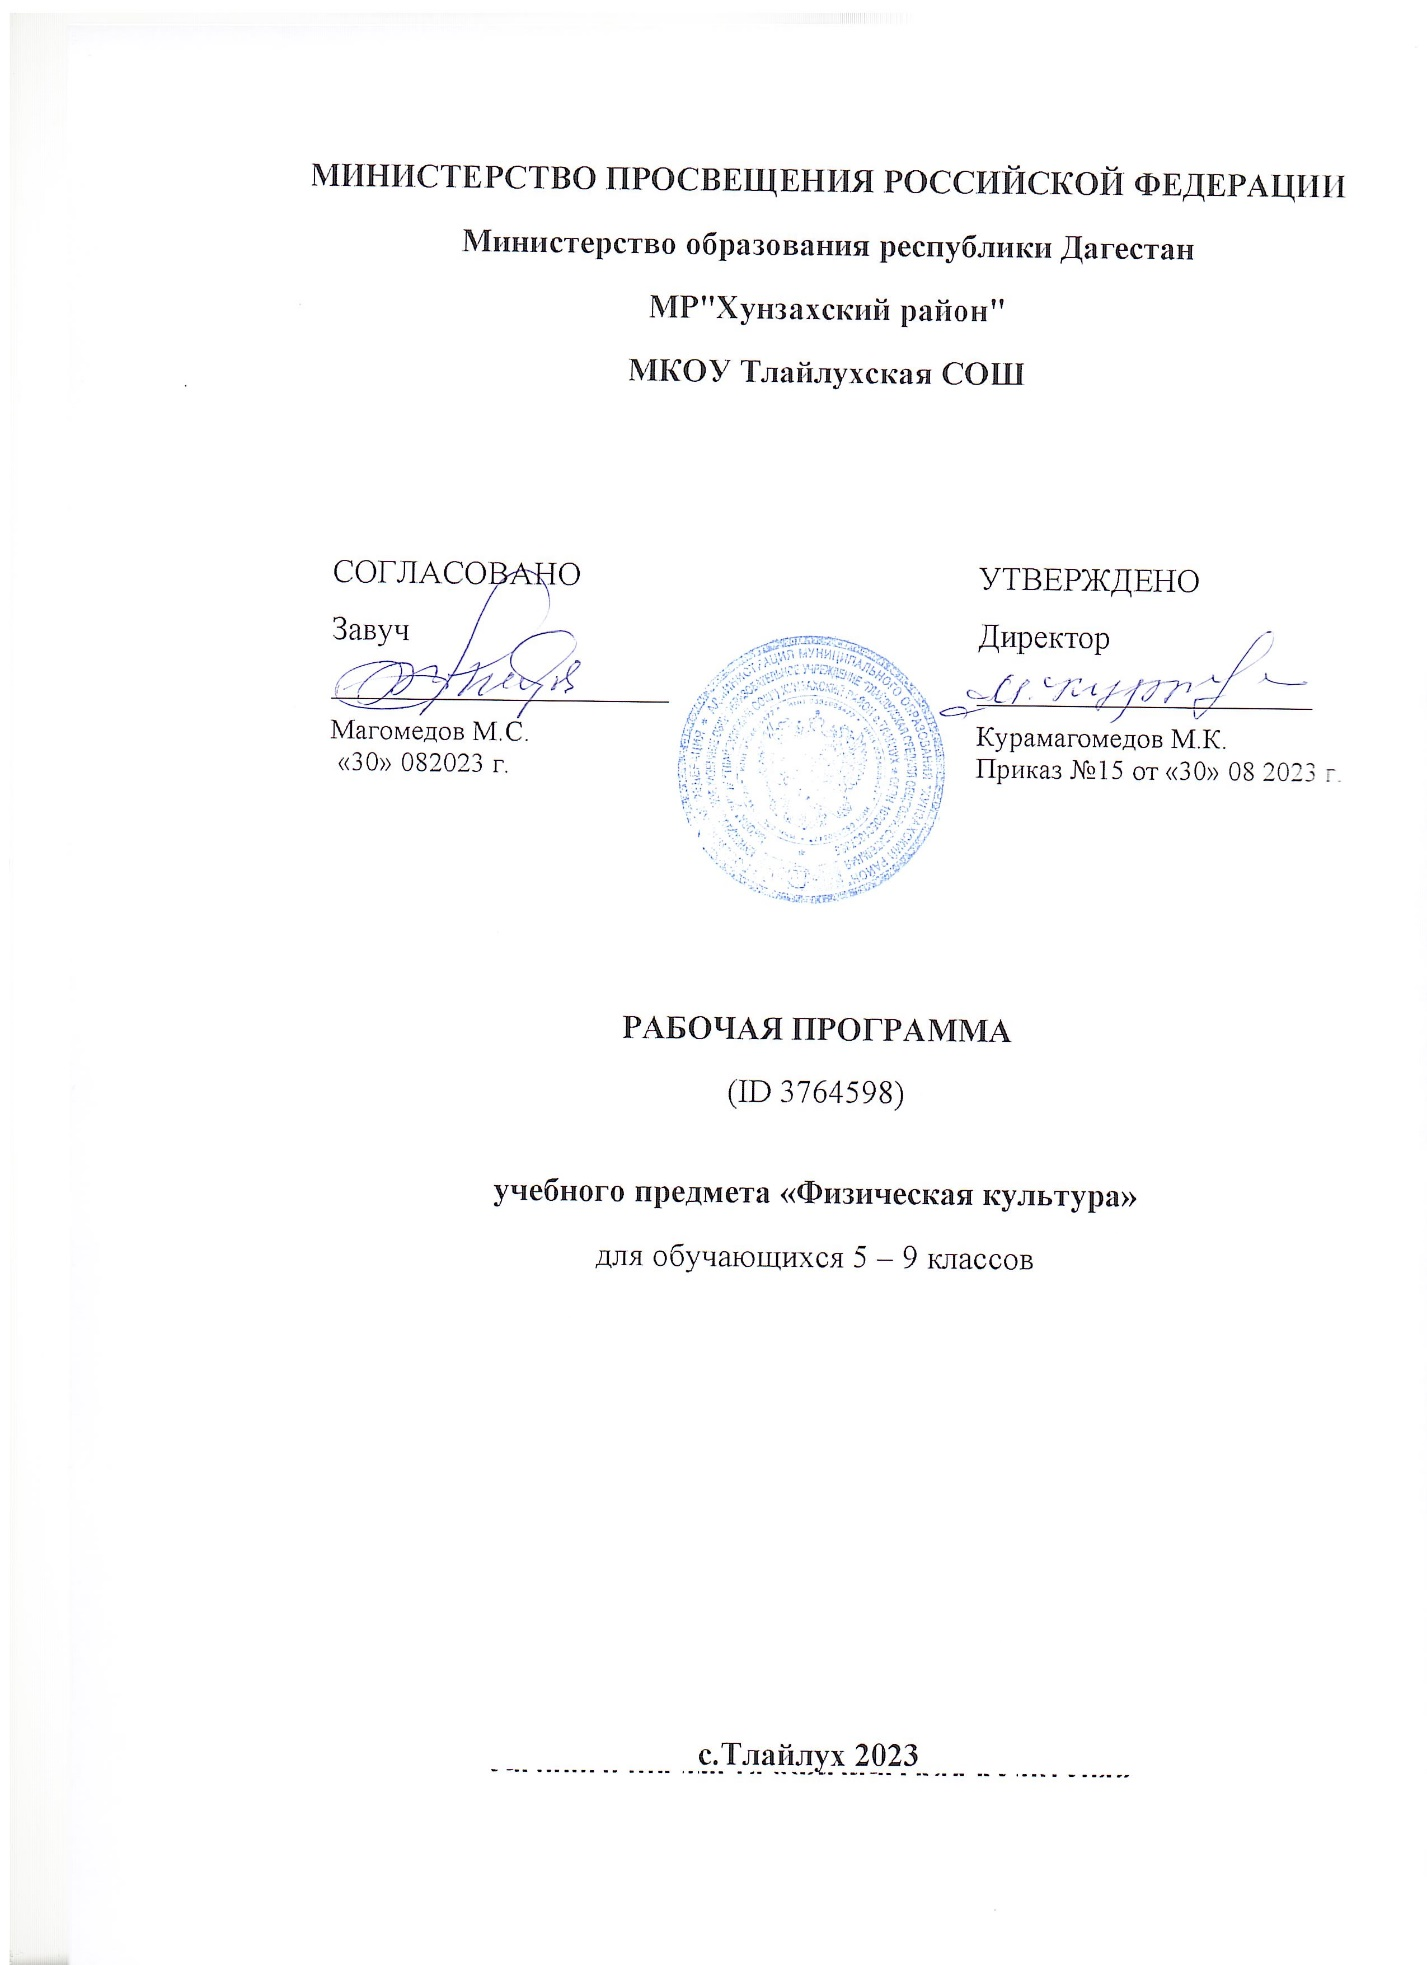 МИНИСТЕРСТВО ПРОСВЕЩЕНИЯ РОССИЙСКОЙ ФЕДЕРАЦИИ
Министерство образования республики Дагестан
МР"Хунзахский район"
МКОУ Тлайлухская СОШ
СОГЛАСОВАНО
Завуч
Магомедов М.С.
«30» 082023 г.
УТВЕРЖДЕНО
Директор
Курамагомедов М.К.
Приказ №15 от «30» 08 2023 г.
МУНИЦИПАЛЬНОГО ОБРАЗОВАНИЯ
РАБОЧАЯ ПРОГРАММА
(ID 3764598)
учебного предмета «Физическая культура»
для обучающихся 5 – 9 классов
с.Тлайлух 2023